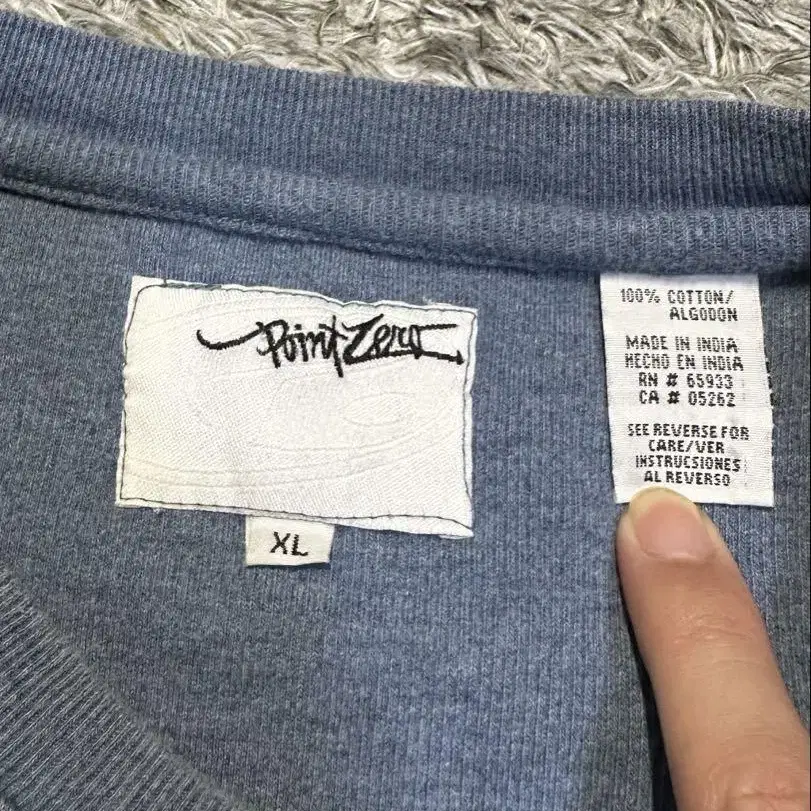 Point Zero
XL
100% COTTON/
ALGODON
MADE IN INDIA
HECHO EN INDIA
RN # 65933
CA # 05262
SEE REVERSE FOR
CARE/VER
INSTRUCSIONES
AL REVERSO